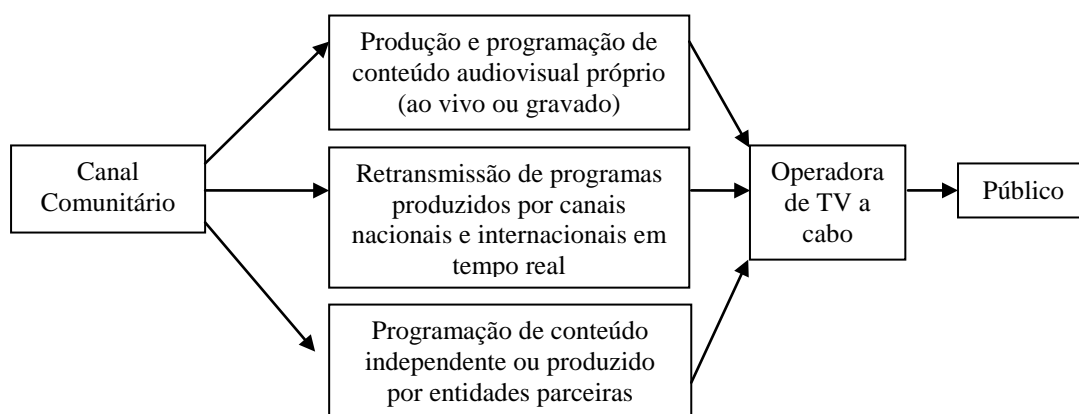 Produção e programação de
conteúdo audiovisual próprio
(ao vivo ou gravado)
Canal
Comunitário
Retransmissão de programas
produzidos por canais
nacionais e internacionais em
tempo real
Operadora
de TV a
cabo
Público
Programação de conteúdo
independente ou produzido
por entidades parceiras